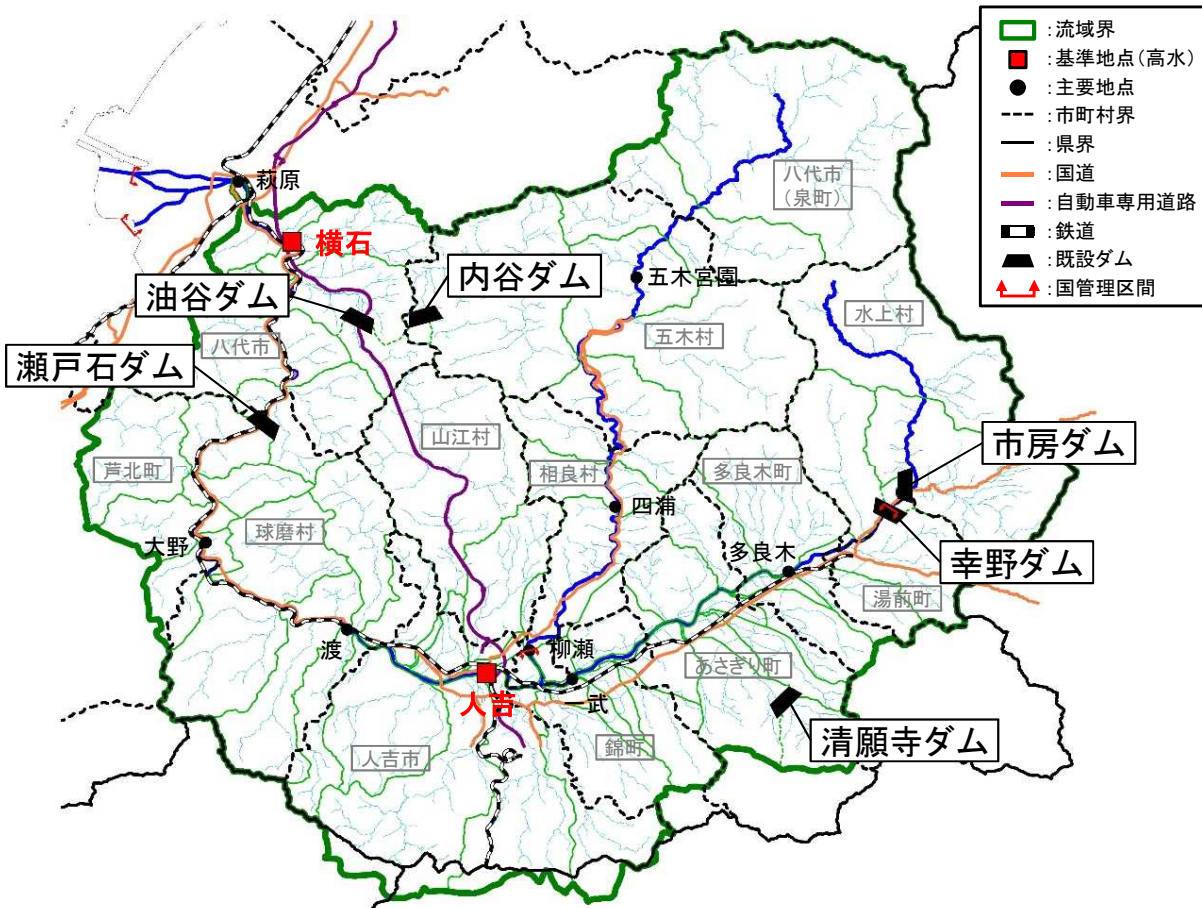 :流域界
:基準地点(高水)
:主要地点
:市町村界
:県界
:国道
:自動車専用道路
:鉄道
:既設ダム
:国管理区間
萩原
八代市
(泉町)
横石
内谷ダム
五木宮園
油谷ダム
水上村
八代市
五木村
瀬戸石ダム
山江村
市房ダム
芦北町
相良村
多良木町
四浦
球磨村
大野
多良木
幸野ダム
湯前町
渡
柳瀬
あさぎり町
人吉
一武
清願寺ダム
人吉市
錦町